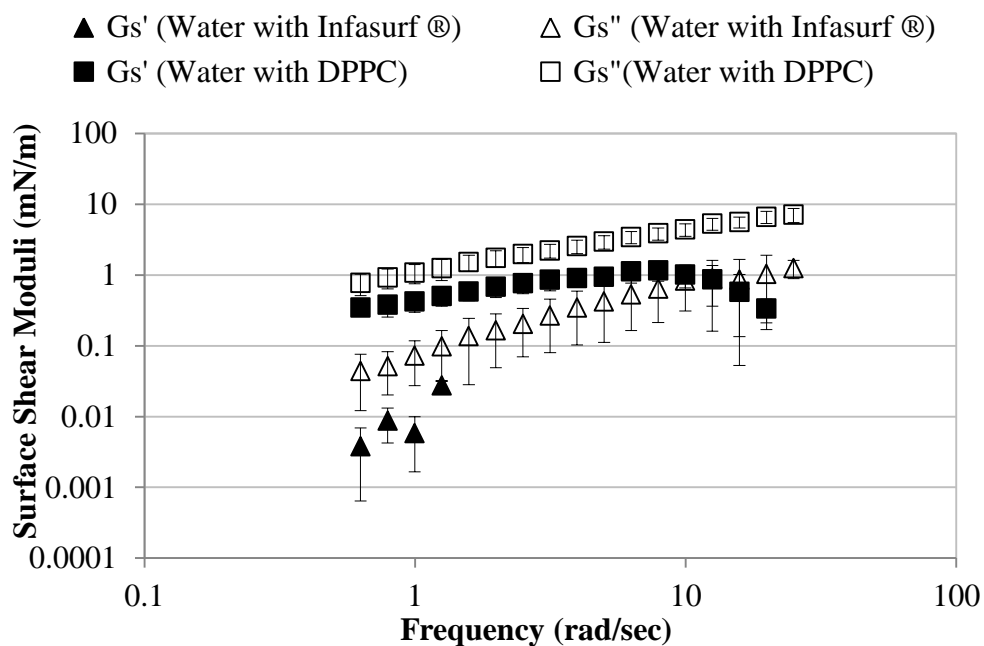 Gs' (Water with Infasurf ®) Gs" (Water with Infasurf ®)
Gs' (Water with DPPC) Gs"(Water with DPPC)
Surface Shear Moduli (mN/m)
100
10
1
0.1
0.01
0.001
0.0001
0.1 1 10 100
Frequency (rad/sec)